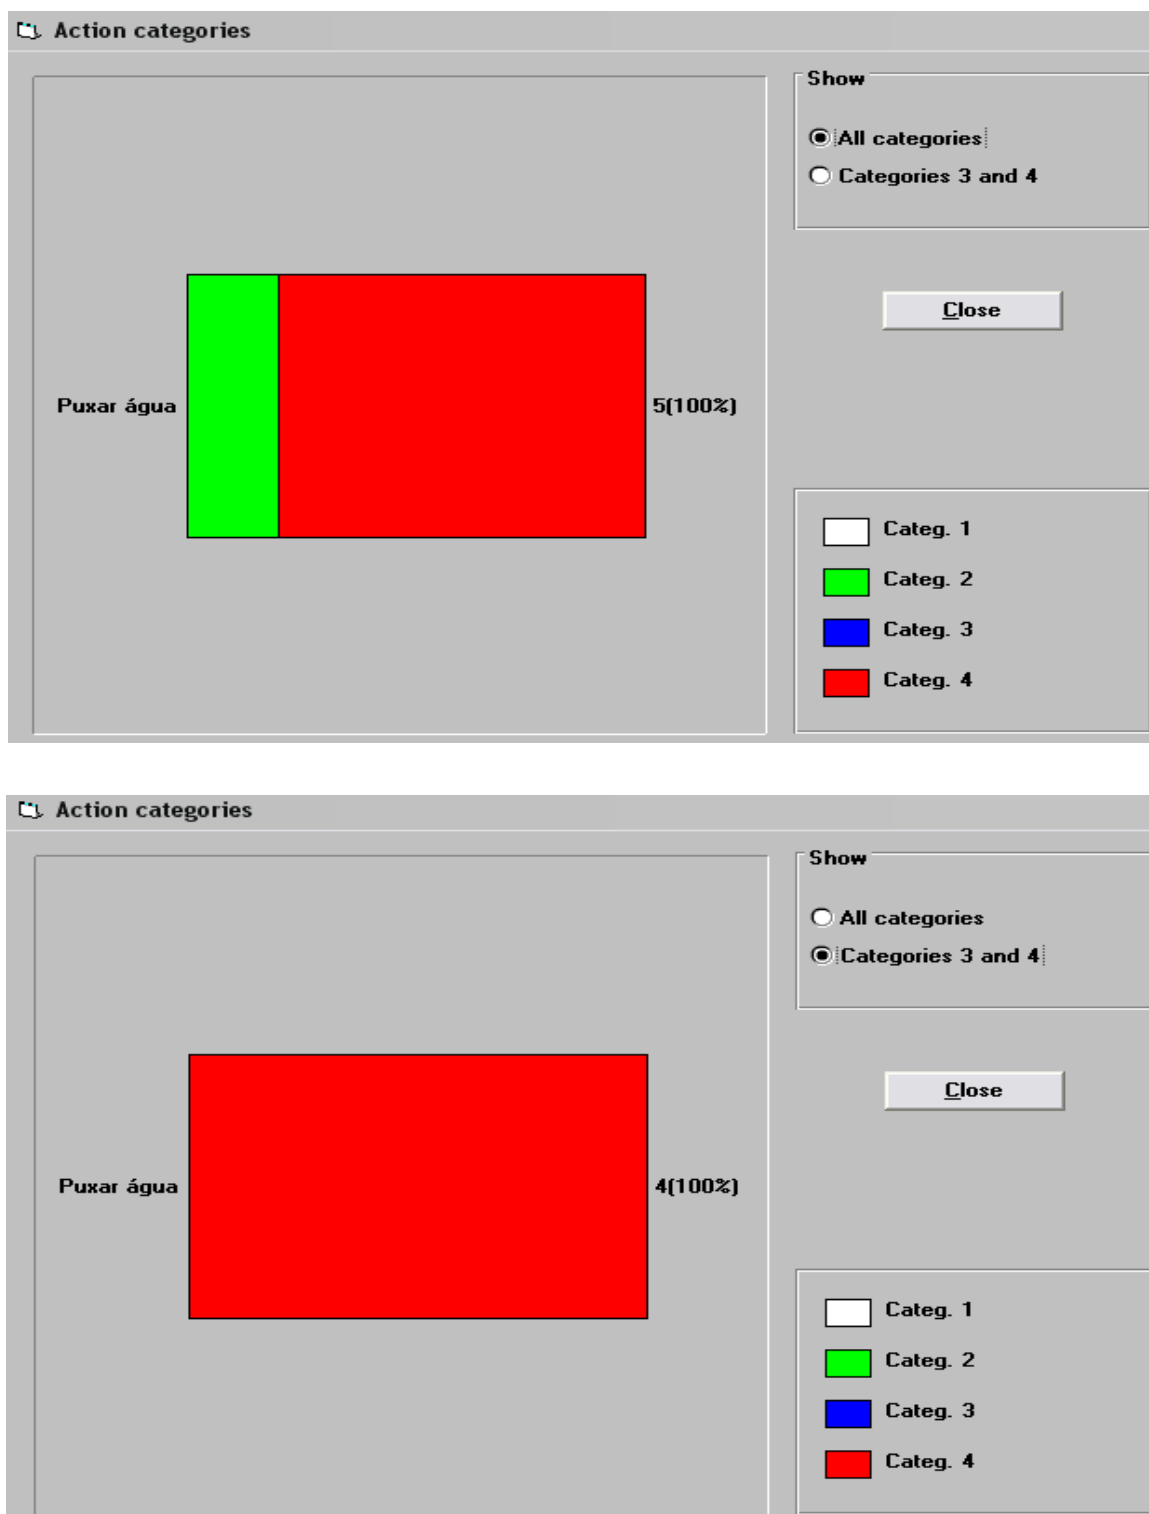 Action categories
Show
All categories
Categories 3 and 4
Close
Puxar água
5(100%)
Categ. 1
Categ. 2
Categ. 3
Categ. 4
Action categories
Show
All categories
Categories 3 and 4
Close
Puxar água
4(100%)
Categ. 1
Categ. 2
Categ. 3
Categ. 4